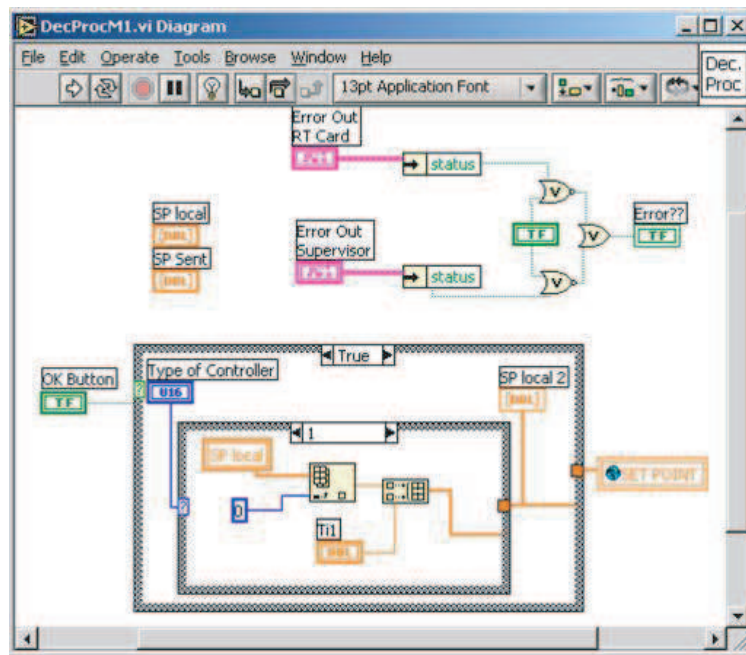 DecProcM1.vi Diagram
File Edit Operate Tools Browse Window Help
13pt Application Font
Dec.
Proc
Error Out
RT Card
status
SP local
SP Sent
Error Out
Supervisor
TF
Error??
TF
status
True
OK Button
TF
Type of Controller
U16
SP local 2
[DBL]
1
SP local
SET POINT
0
Ti1
DBL